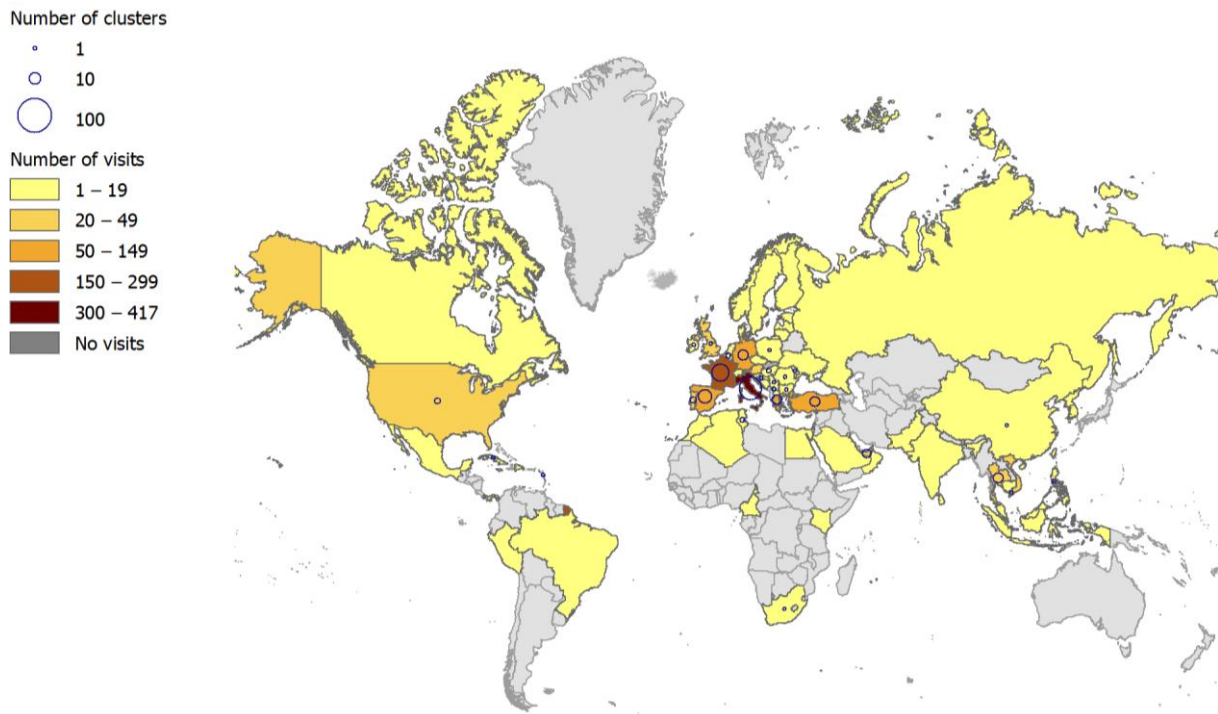 Number of clusters
1
10
100
Number of visits
1 – 19
20 – 49
50 – 149
150 – 299
300 – 417
No visits